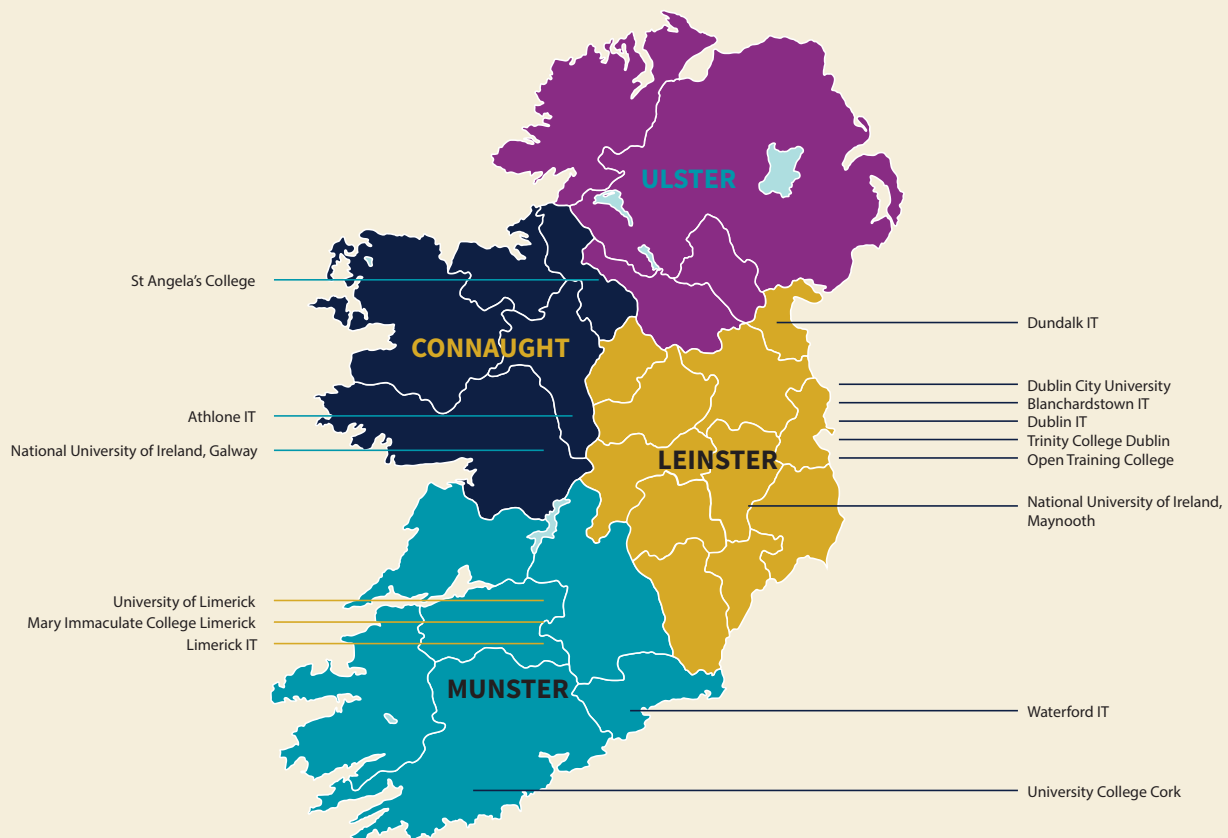 ULSTER
St Angela's College
Dundalk IT
CONNAUGHT
Dublin City University
Blanchardstown IT
Athlone IT
Dublin IT
Trinity College Dublin
National University of Ireland, Galway
LEINSTER
Open Training College
National University of Ireland,
Maynooth
University of Limerick
Mary Immaculate College Limerick
Limerick IT
MUNSTER
Waterford IT
University College Cork